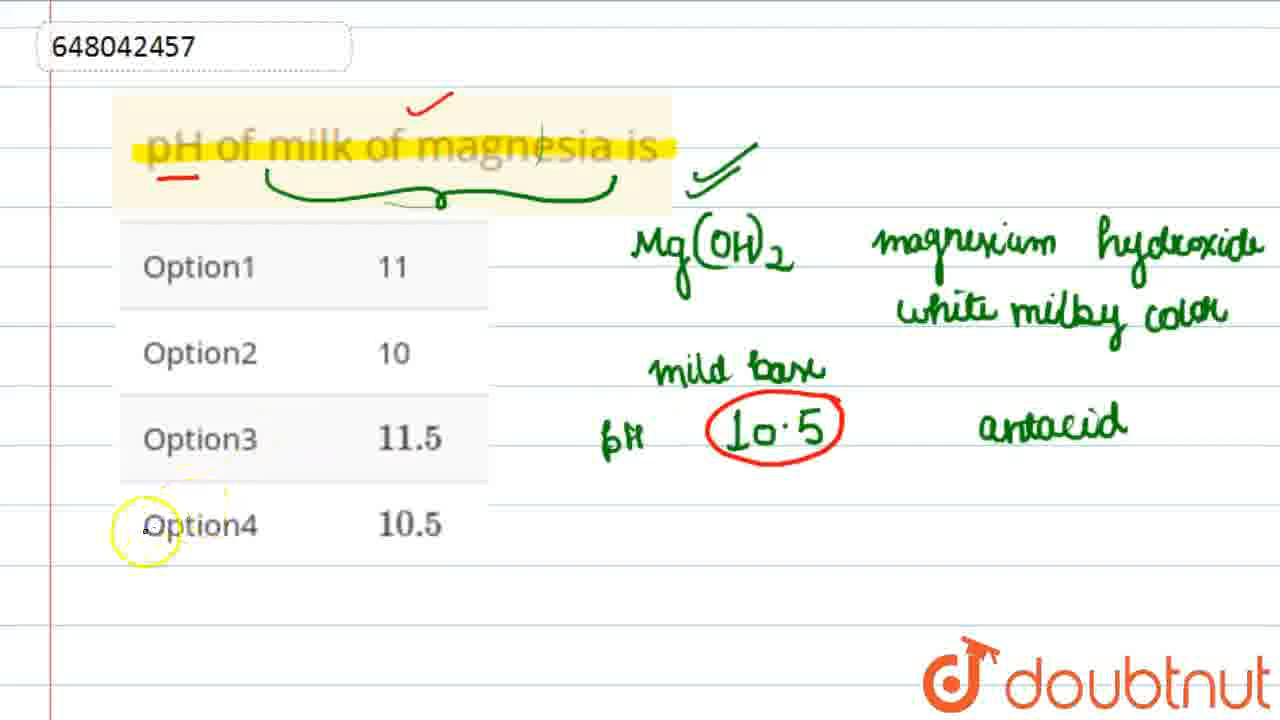 648042457
pH of milk of magnesia is
Option1 11
Option2 10
Option3 11.5
Option4 10.5
Mg(OH)2 magnesium hydroxide
white milky color
mild base
pH 10.5 antacid
doubtnut